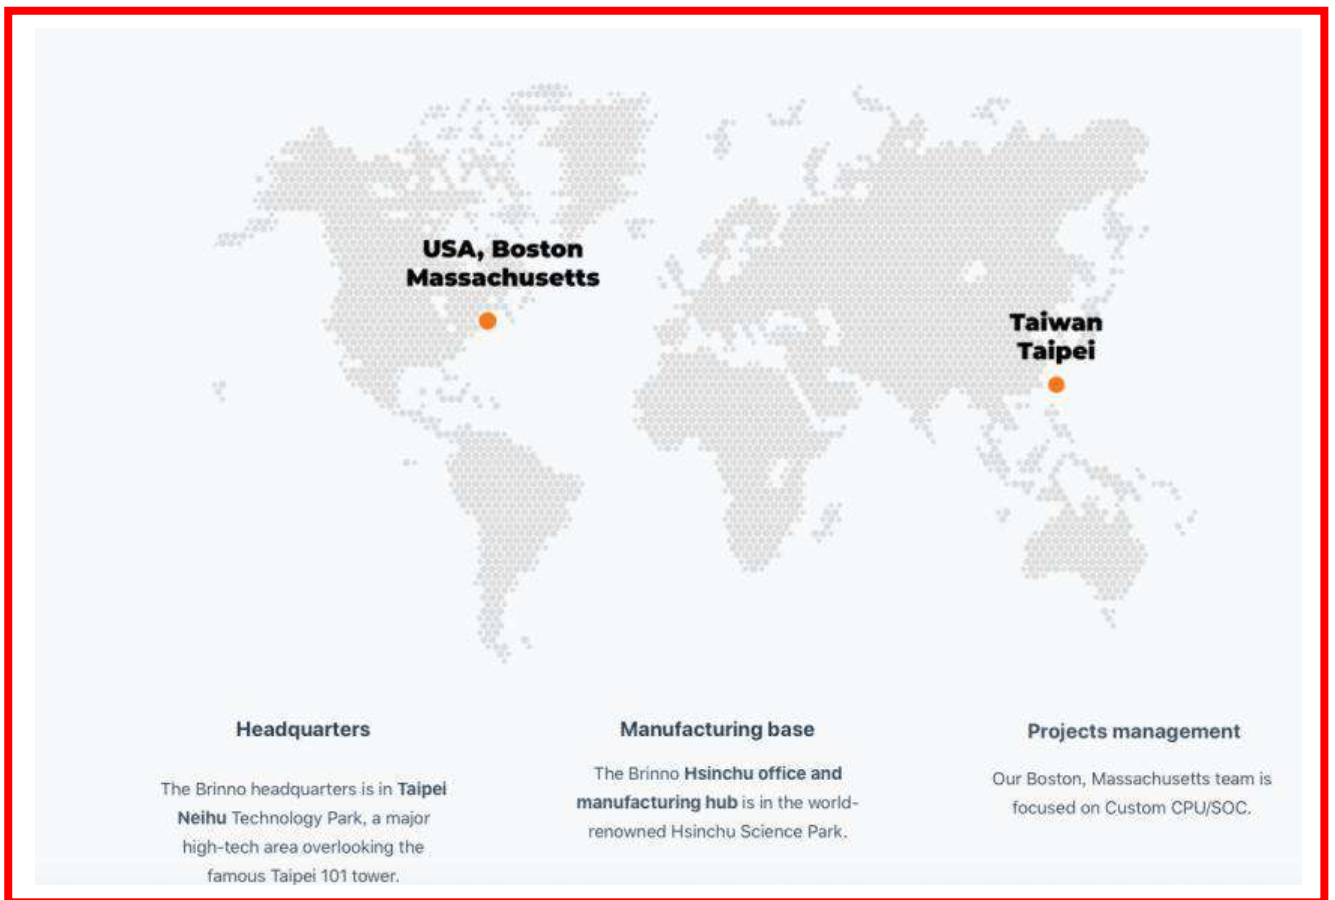 USA, Boston
Massachusetts
Taiwan
Taipei
Headquarters
The Brinno headquarters is in Taipei
Neihu Technology Park, a major
high-tech area overlooking the
famous Taipei 101 tower.
Manufacturing base
The Brinno Hsinchu office and
manufacturing hub is in the world-
renowned Hsinchu Science Park.
Projects management
Our Boston, Massachusetts team is
focused on Custom CPU/SOC.